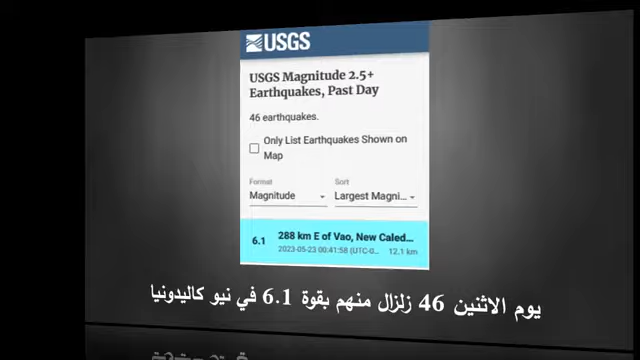 USGS
USGS Magnitude 2.5+
Earthquakes, Past Day
46 earthquakes.
Only List Earthquakes Shown on
Map
Format
Sort
Magnitude
Largest Magni...
6.1
288 km E of Vao, New Caled...
2023-05-23 00:41:58 (UTC-0...
12.1 km
يوم الاثنين 46 زلزال منهم بقوة 6.1 في نيو كاليدونيا